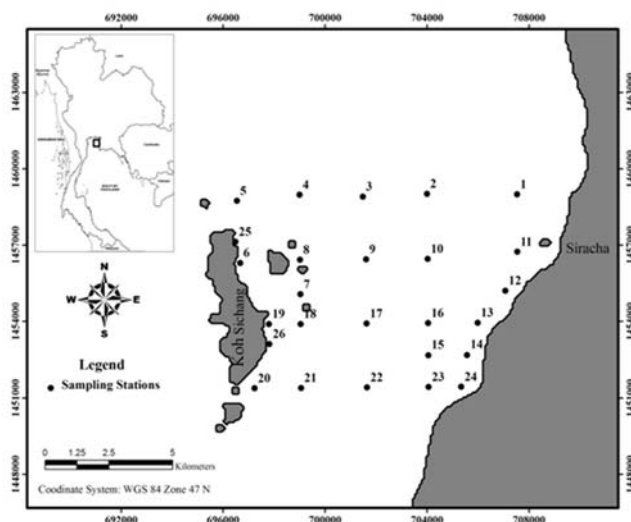 692000 696000 700000 704000 708000
1463000
1460000
1457000
1454000
1451000
1448000
5 4 3 2 1
25
6 8 9 10 11
7 12
19 18 17 16 13
26 15 14
20 21 22 23 24
Koh Sichang
Siracha
N
W E
S
Legend
Sampling Stations
0 1.25 2.5 5
Kilometers
Coodinate System: WGS 84 Zone 47 N
692000 696000 700000 704000 708000
1463000
1460000
1457000
1454000
1451000
1448000